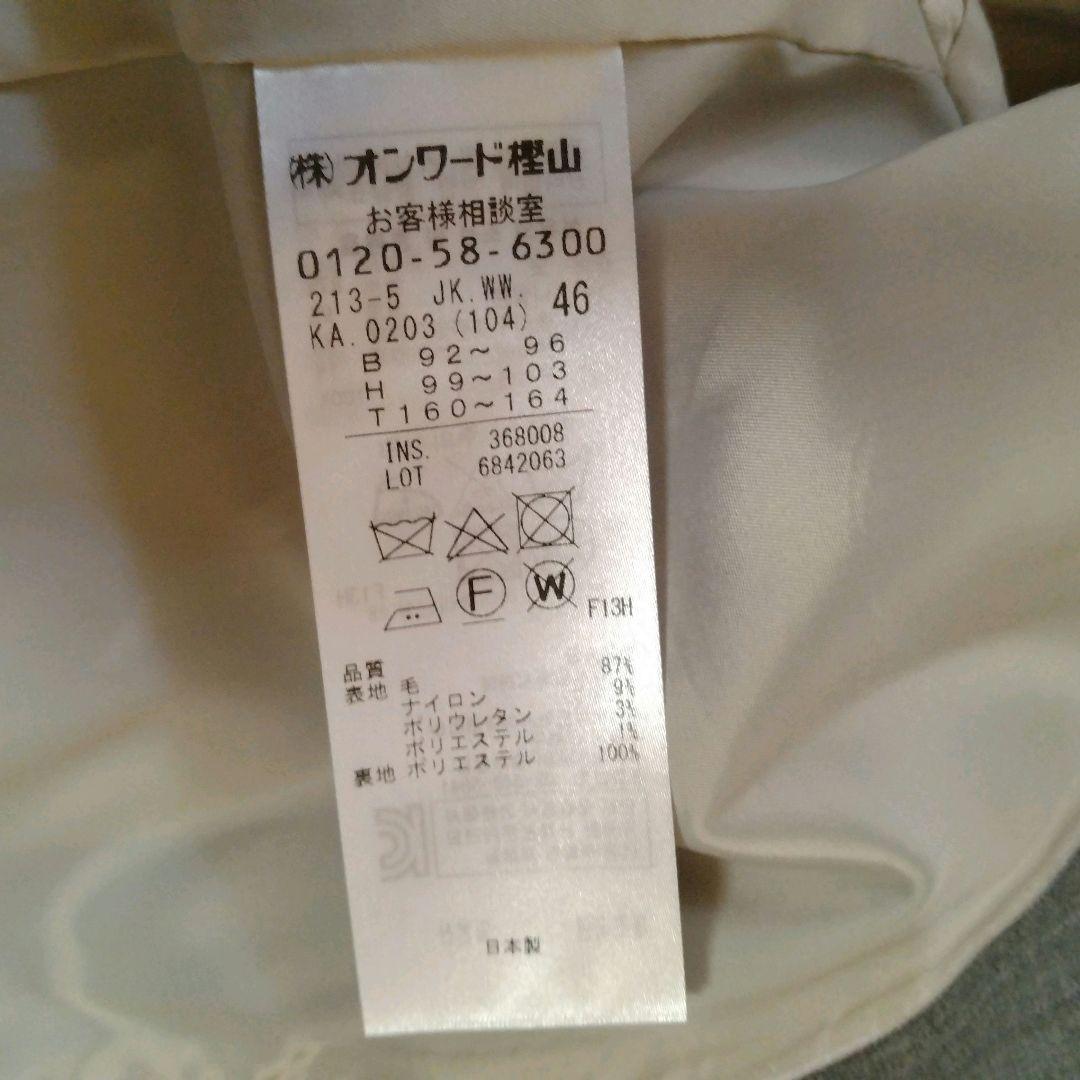 (株)オンワード樫山
お客様相談室
0120-58-6300
213-5 JK.WW. 46
KA.0203 (104)
B 92～ 96
H 99～103
T160～164
INS. 368008
LOT 6842063
F
W
F13H
品質
表地 毛 87%
ナイロン 9%
ポリウレタン 3%
ポリエステル 1%
裏地 ポリエステル 100%
日本製